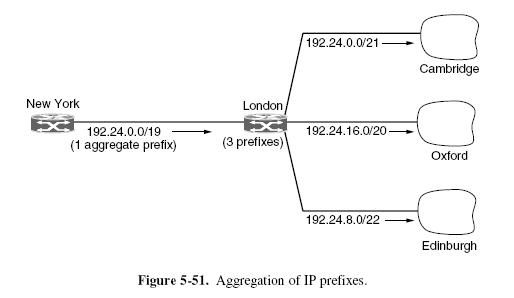 192.24.0.0/21
Cambridge
New York
London
192.24.0.0/19
(1 aggregate prefix)
(3 prefixes)
192.24.16.0/20
Oxford
192.24.8.0/22
Edinburgh
Figure 5-51. Aggregation of IP prefixes.